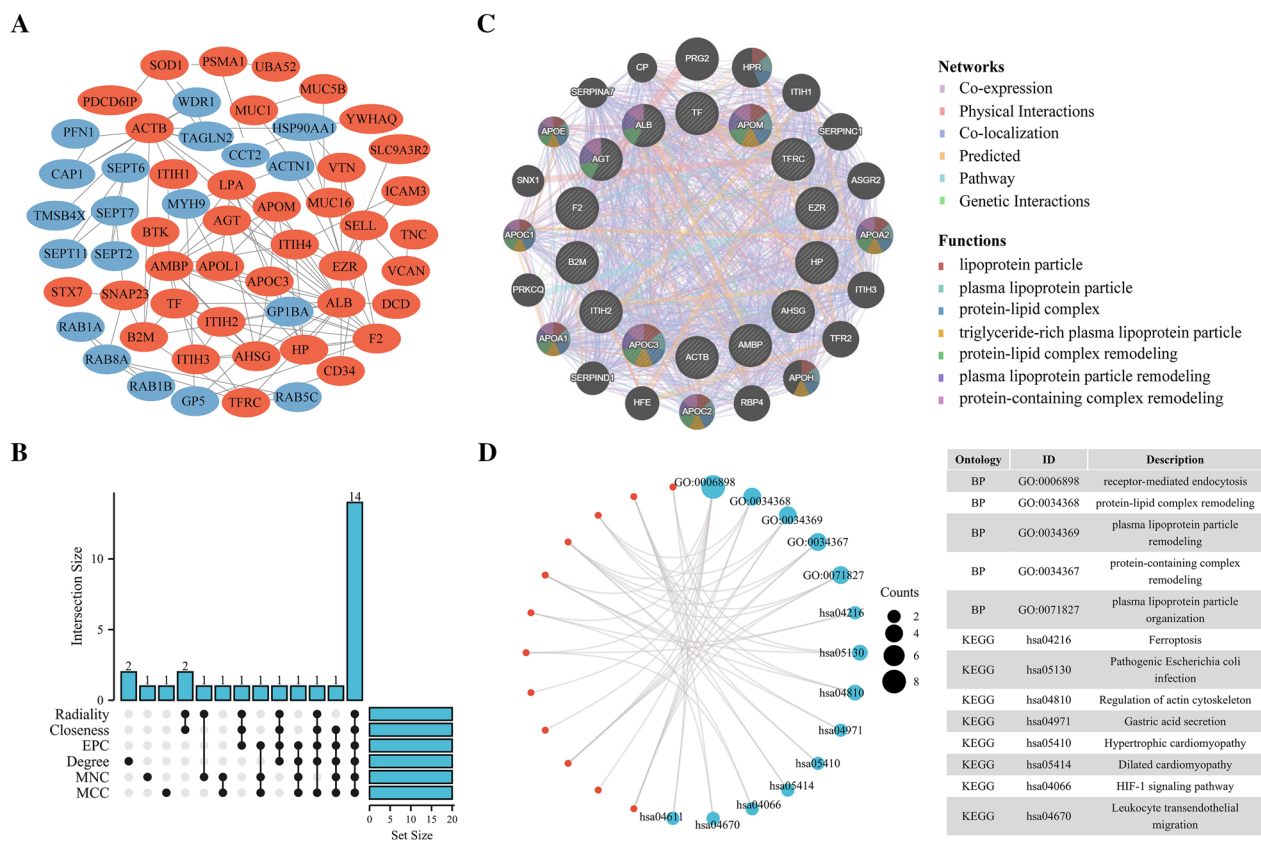 A
SOD1
PSMA1
UBA52
PDCD6IP
WDR1
MUC5B
MUC1
PFN1
ACTB
TAGLN2
HSP90AA1
YWHAQ
CCT2
SLC9A3R2
CAP1
SEPT6
ITIH1
ACTN1
VTN
LPA
ICAM3
TMSB4X
SEPT7
MYH9
APOM
MUC16
AGT
SELL
TNC
BTK
ITIH4
SEPT11
SEPT2
AMBP
APOL1
EZR
VCAN
APOC3
STX7
SNAP23
TF
ALB
DCD
GP1BA
RAB1A
B2M
ITIH2
F2
RAB8A
ITIH3
AHSG
HP
CD34
RAB1B
GP5
TFRC
RAB5C
B
Intersection Size
10
5
0
2
1
1
2
1
1
1
1
1
1
1
1
14
Radiality
Closeness
EPC
Degree
MNC
MCC
0 5 10 15 20
Set Size
C
PRG2
CP
HPR
SERPINA7
ITIH1
TF
ALB
APOM
APOE
SERPINC1
AGT
TFRC
SNX1
ASGR2
F2
EZR
APOC1
APOA2
B2M
HP
PRKCQ
ITIH3
ITIH2
AHSG
APOA1
APOC3
ACTB
AMBP
TFR2
SERPIND1
APOH
HFE
APOC2
RBP4
Networks
Co-expression
Physical Interactions
Co-localization
Predicted
Pathway
Genetic Interactions
Functions
lipoprotein particle
plasma lipoprotein particle
protein-lipid complex
triglyceride-rich plasma lipoprotein particle
protein-lipid complex remodeling
plasma lipoprotein particle remodeling
protein-containing complex remodeling
D
GO:0006898
GO:0034368
GO:0034369
GO:0034367
GO:0071827
hsa04216
hsa05130
hsa04810
hsa04971
hsa05410
hsa05414
hsa04066
hsa04670
hsa04611
Counts
2
4
6
8
Ontology ID Description
BP GO:0006898 receptor-mediated endocytosis
BP GO:0034368 protein-lipid complex remodeling
BP GO:0034369 plasma lipoprotein particle
remodeling
BP GO:0034367 protein-containing complex
remodeling
BP GO:0071827 plasma lipoprotein particle
organization
KEGG hsa04216 Ferroptosis
KEGG hsa05130 Pathogenic Escherichia coli
infection
KEGG hsa04810 Regulation of actin cytoskeleton
KEGG hsa04971 Gastric acid secretion
KEGG hsa05410 Hypertrophic cardiomyopathy
KEGG hsa05414 Dilated cardiomyopathy
KEGG hsa04066 HIF-1 signaling pathway
KEGG hsa04670 Leukocyte transendothelial
migration